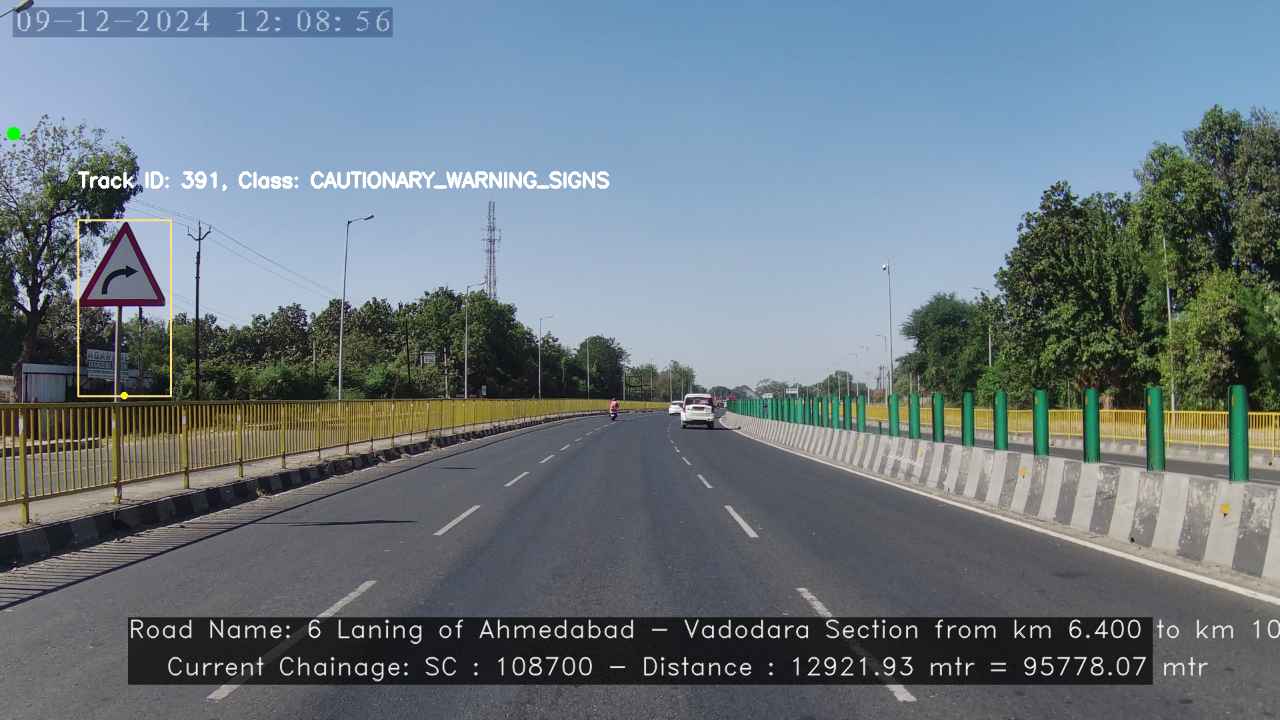 09-12-2024 12:08:56
Track ID: 391, Class: CAUTIONARY_WARNING_SIGNS
Road Name: 6 Laning of Ahmedabad - Vadodara Section from km 6.400 to km 10
Current Chainage: SC : 108700 - Distance : 12921.93 mtr = 95778.07 mtr